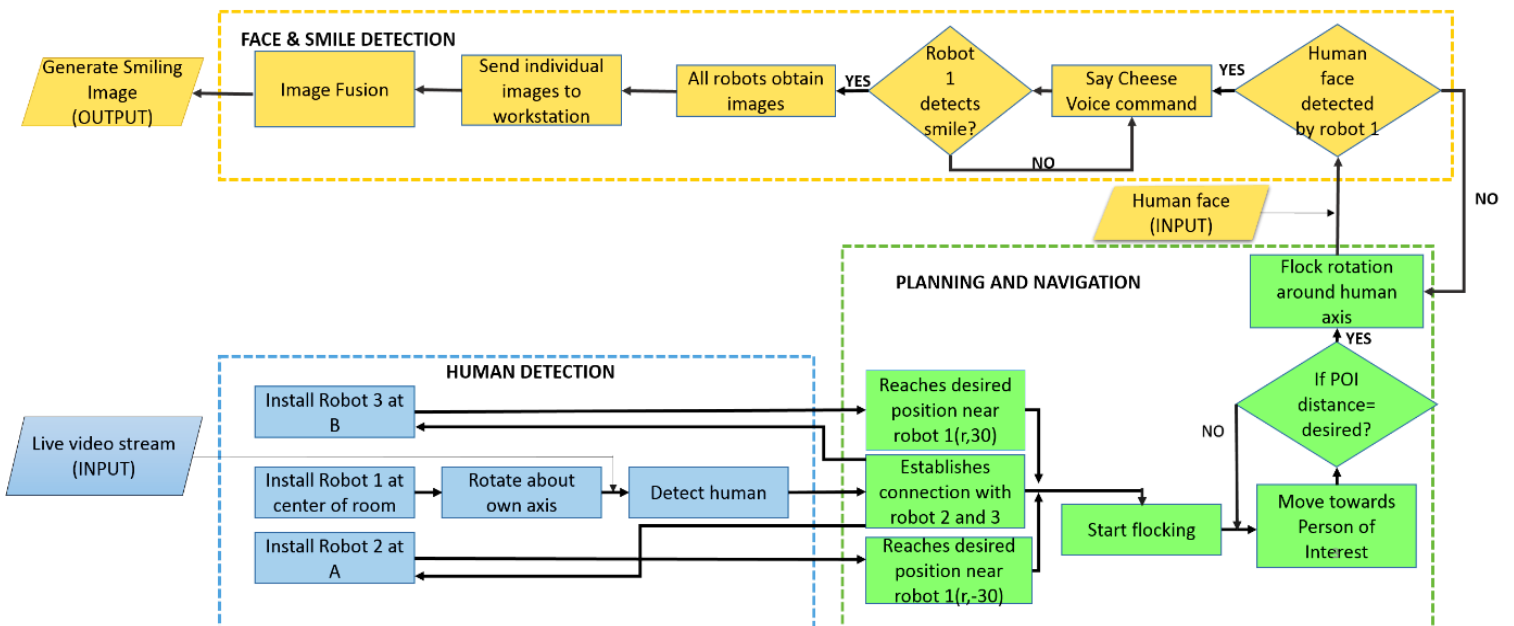 FACE & SMILE DETECTION
Generate Smiling
Image
(OUTPUT)
Image Fusion
Send individual
images to
workstation
All robots obtain
images
YES
Robot
1
detects
smile?
NO
Say Cheese
Voice command
YES
Human
face
detected
by robot 1
NO
Human face
(INPUT)
PLANNING AND NAVIGATION
Flock rotation
around human
axis
YES
If POI
distance=
desired?
NO
Move towards
Person of
Interest
Start flocking
Reaches desired
position near
robot 1(r,30)
Establishes
connection with
robot 2 and 3
Reaches desired
position near
robot 1(r,-30)
HUMAN DETECTION
Install Robot 3 at
B
Live video stream
(INPUT)
Install Robot 1 at
center of room
Rotate about
own axis
Detect human
Install Robot 2 at
A